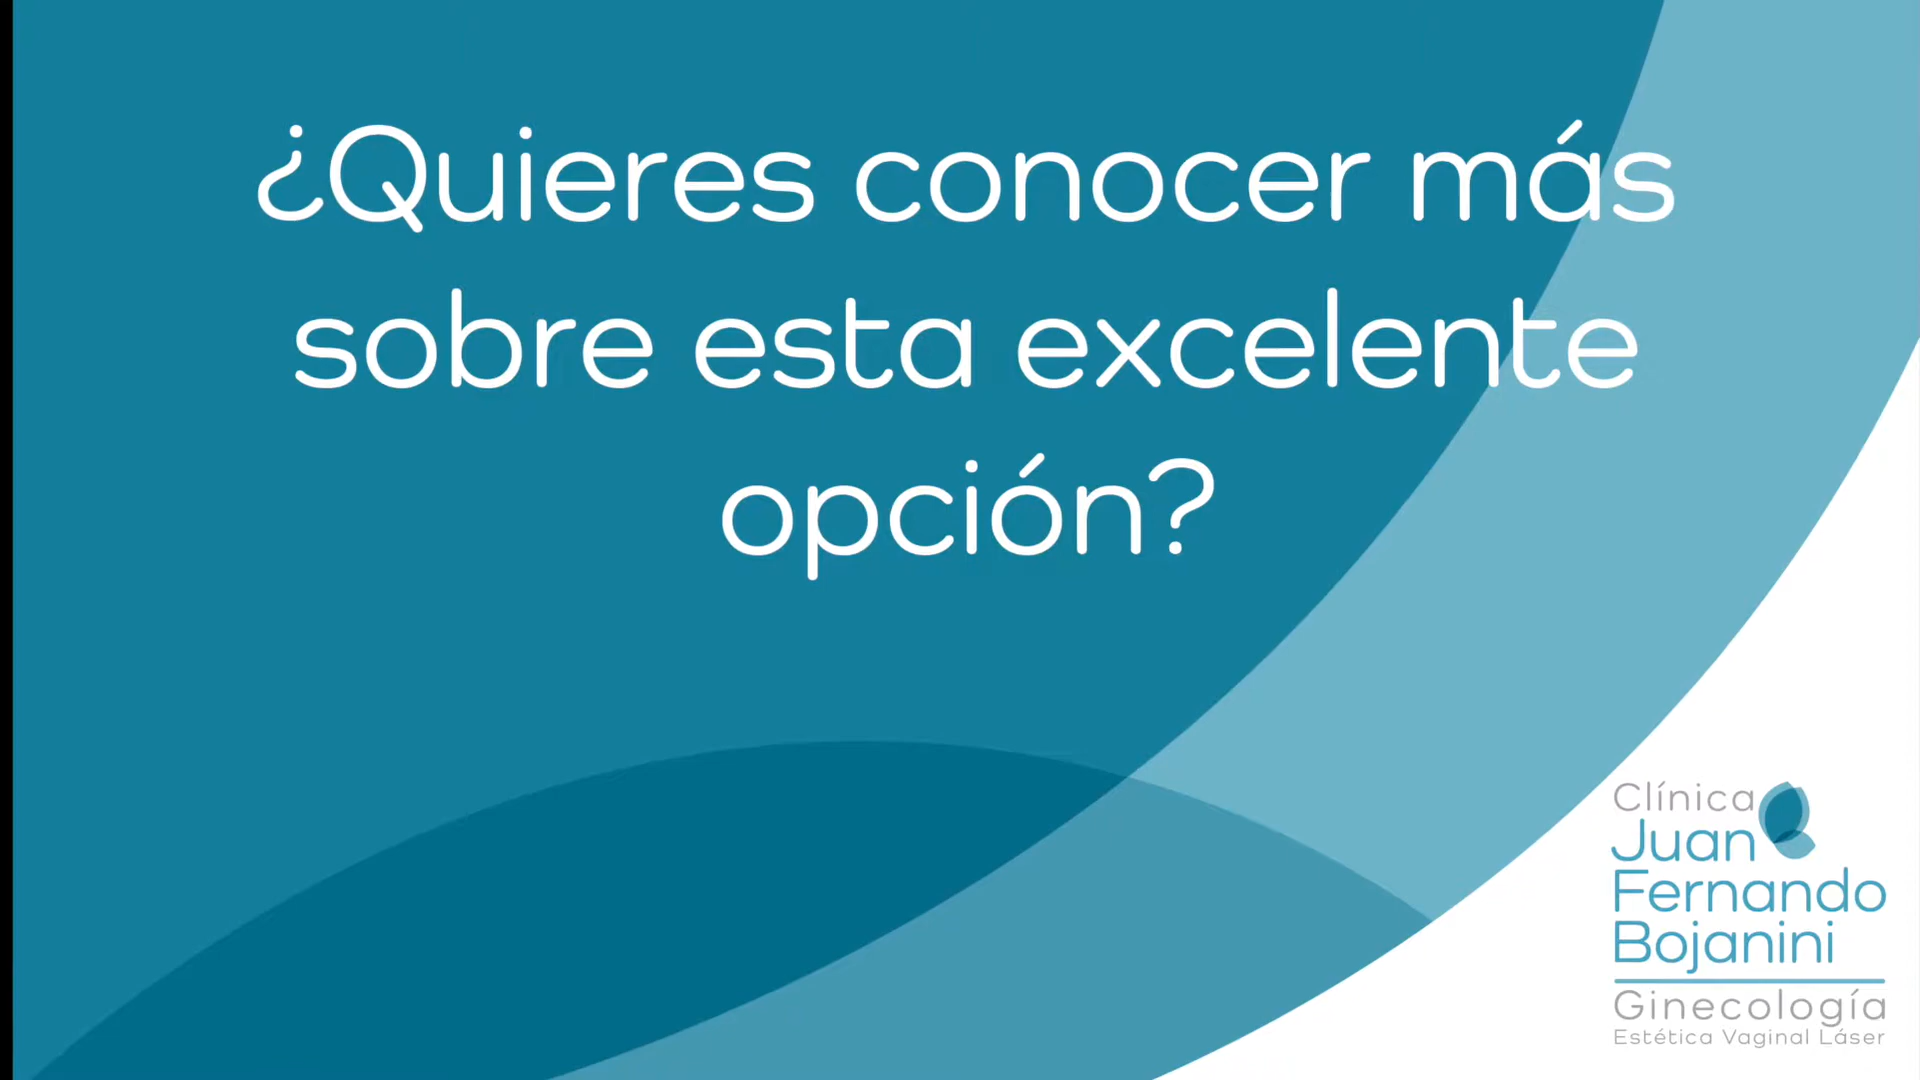 ¿Quieres conocer más
sobre esta excelente
opción?
Clínica
Juan
Fernando
Bojanini
Ginecología
Estética Vaginal Láser